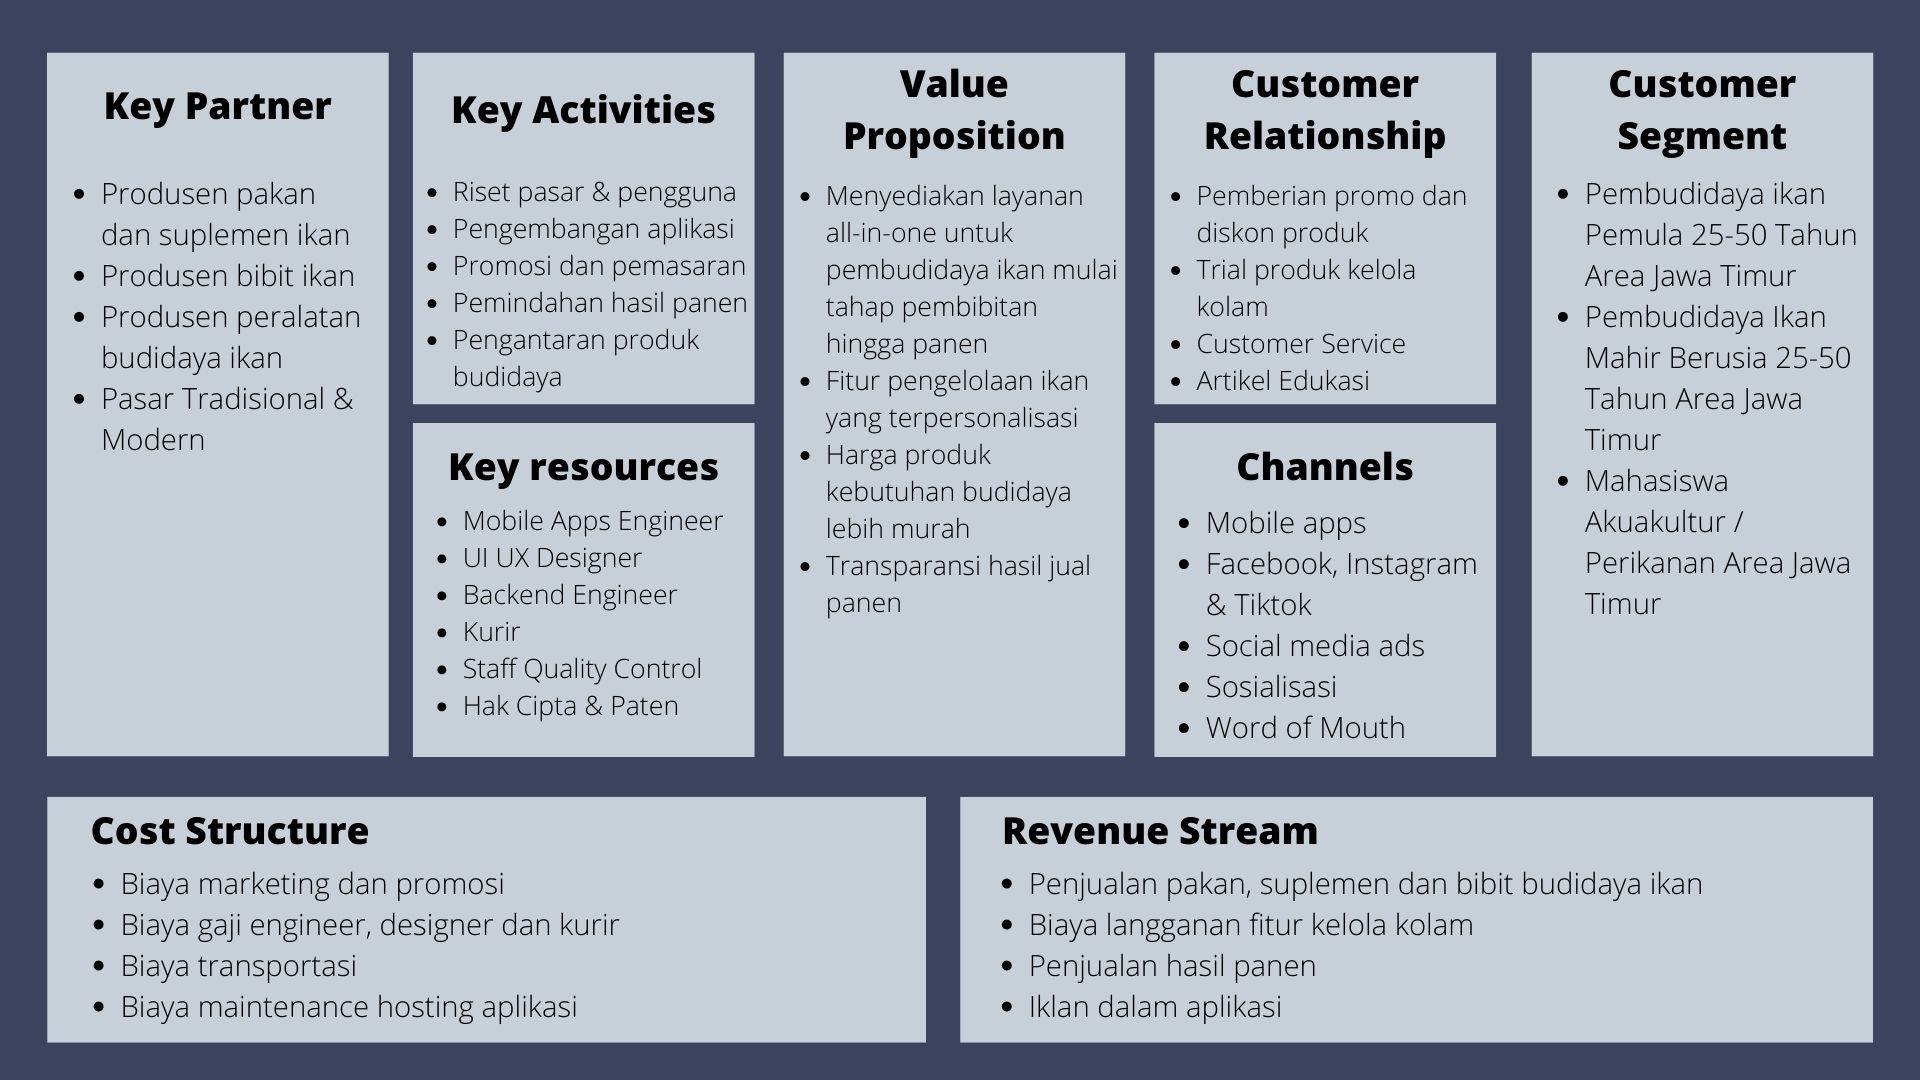 Key Partner
• Produsen pakan
dan suplemen ikan
• Produsen bibit ikan
• Produsen peralatan
budidaya ikan
• Pasar Tradisional &
Modern
Key Activities
• Riset pasar & pengguna
• Pengembangan aplikasi
• Promosi dan pemasaran
• Pemindahan hasil panen
• Pengantaran produk
budidaya
Key resources
• Mobile Apps Engineer
• UI UX Designer
• Backend Engineer
• Kurir
• Staff Quality Control
• Hak Cipta & Paten
Value
Proposition
• Menyediakan layanan
all-in-one untuk
pembudidaya ikan mulai
tahap pembibitan
hingga panen
• Fitur pengelolaan ikan
yang terpersonalisasi
• Harga produk
kebutuhan budidaya
lebih murah
• Transparansi hasil jual
panen
Customer
Relationship
• Pemberian promo dan
diskon produk
• Trial produk kelola
kolam
• Customer Service
• Artikel Edukasi
Channels
• Mobile apps
• Facebook, Instagram
& Tiktok
• Social media ads
• Sosialisasi
• Word of Mouth
Customer
Segment
• Pembudidaya ikan
Pemula 25-50 Tahun
Area Jawa Timur
• Pembudidaya Ikan
Mahir Berusia 25-50
Tahun Area Jawa
Timur
• Mahasiswa
Akuakultur /
Perikanan Area Jawa
Timur
Cost Structure
• Biaya marketing dan promosi
• Biaya gaji engineer, designer dan kurir
• Biaya transportasi
• Biaya maintenance hosting aplikasi
Revenue Stream
• Penjualan pakan, suplemen dan bibit budidaya ikan
• Biaya langganan fitur kelola kolam
• Penjualan hasil panen
• Iklan dalam aplikasi